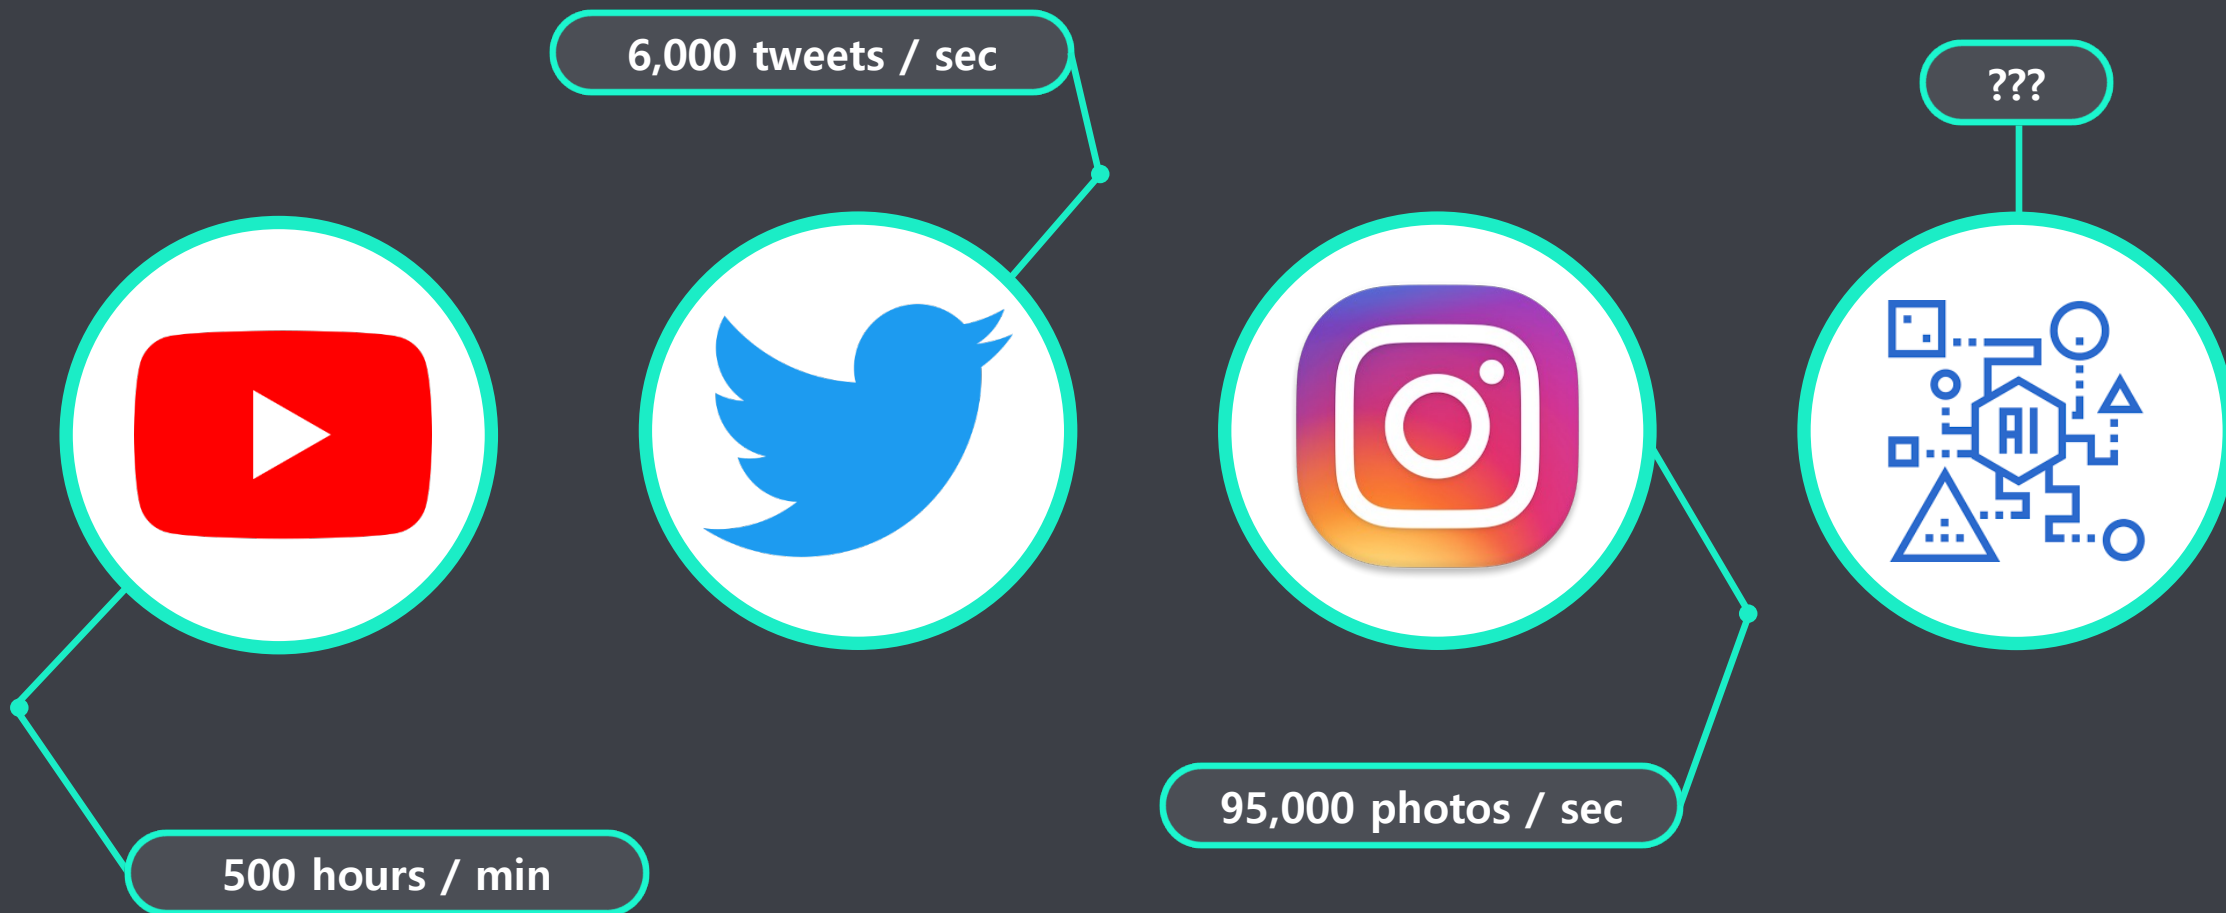 6,000 tweets / sec
???
AI
95,000 photos / sec
500 hours / min